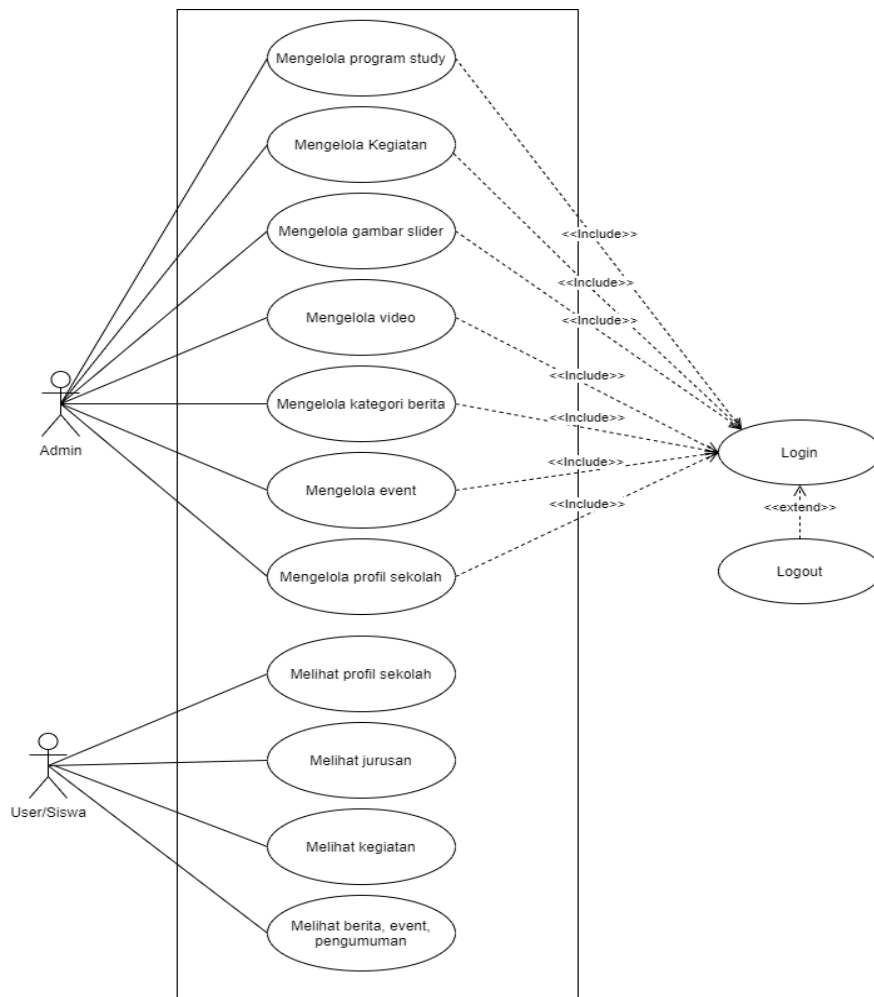 Mengelola program study
Mengelola Kegiatan
Mengelola gambar slider
<<Include>>
<<Include>>
Mengelola video
<<Include>>
<<Include>>
Mengelola kategori berita
<<Include>>
Admin
Login
<<Include>>
Mengelola event
<<Include>>
<<extend>>
Mengelola profil sekolah
Logout
Melihat profil sekolah
Melihat jurusan
User/Siswa
Melihat kegiatan
Melihat berita, event,
pengumuman